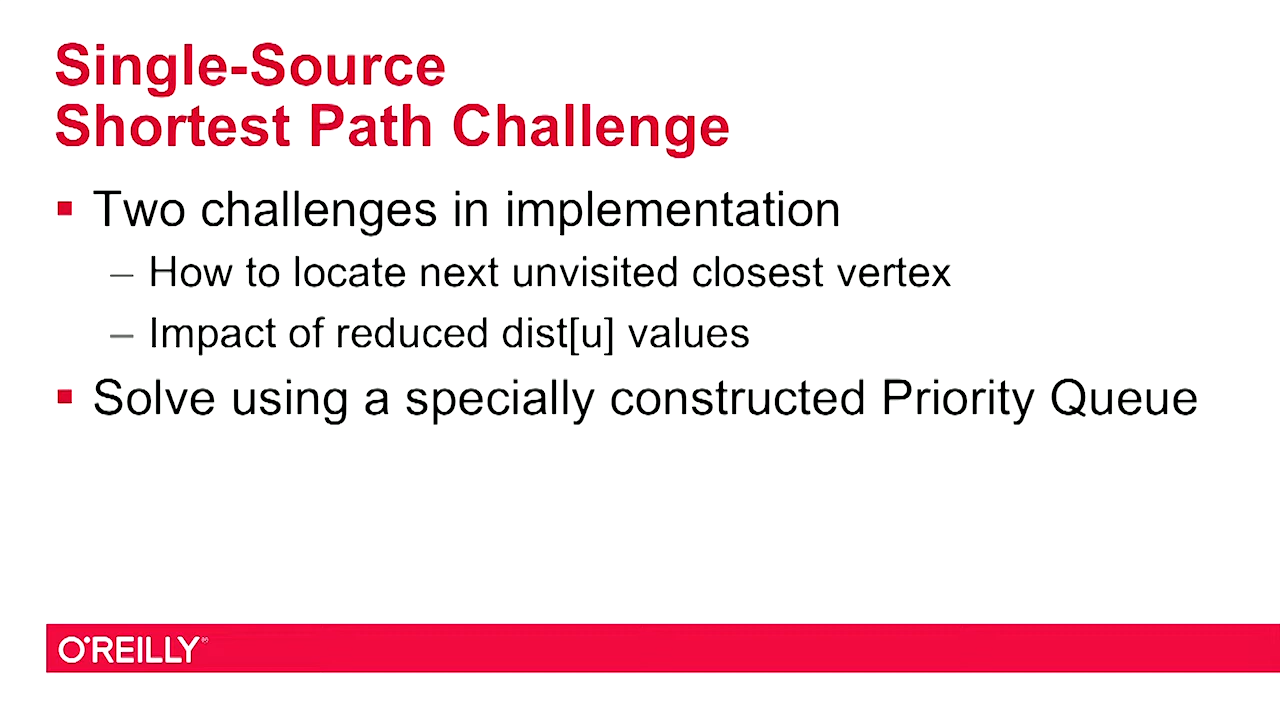 Single-Source
Shortest Path Challenge
▪ Two challenges in implementation
– How to locate next unvisited closest vertex
– Impact of reduced dist[u] values
▪ Solve using a specially constructed Priority Queue
O'REILLY®